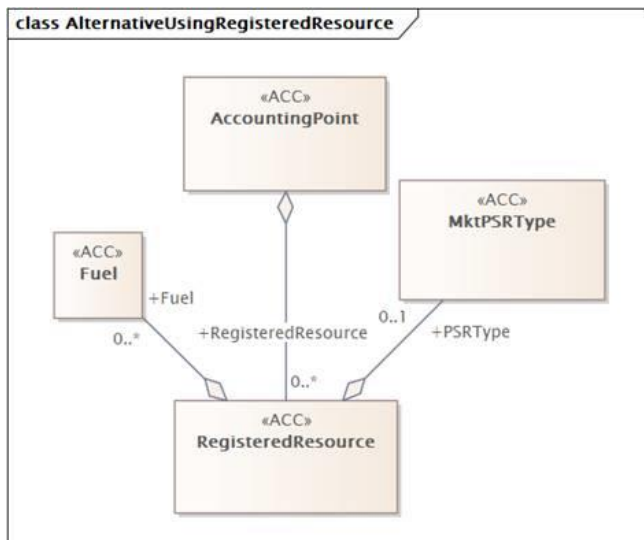 class AlternativeUsingRegisteredResource
«ACC»
AccountingPoint
«ACC»
MktPSRType
«ACC»
Fuel
+Fuel
0..*
+RegisteredResource
0..*
0..1
+PSRType
«ACC»
RegisteredResource